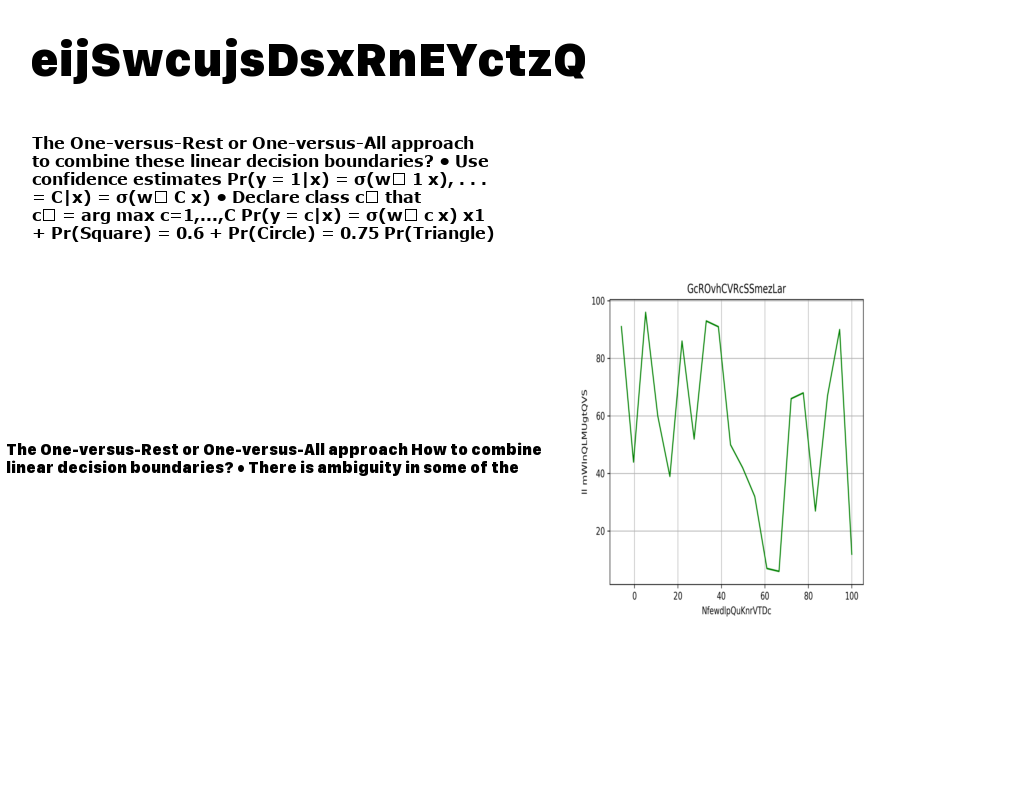 eijSwcujsDsxRnEYctzQ
The One-versus-Rest or One-versus-All approach
to combine these linear decision boundaries? • Use
confidence estimates Pr(y = 1|x) = σ(w□ 1 x), . . .
= C|x) = σ(w□ C x) • Declare class c□ that
c□ = arg max c=1,...,C Pr(y = c|x) = σ(w□ c x) x1
+ Pr(Square) = 0.6 + Pr(Circle) = 0.75 Pr(Triangle)
GcROvhCVRcSSmezLar
100
80
60
40
20
0 20 40 60 80 100
NfewdlpQuKnrVTDc
The One-versus-Rest or One-versus-All approach How to combine
linear decision boundaries? • There is ambiguity in some of the